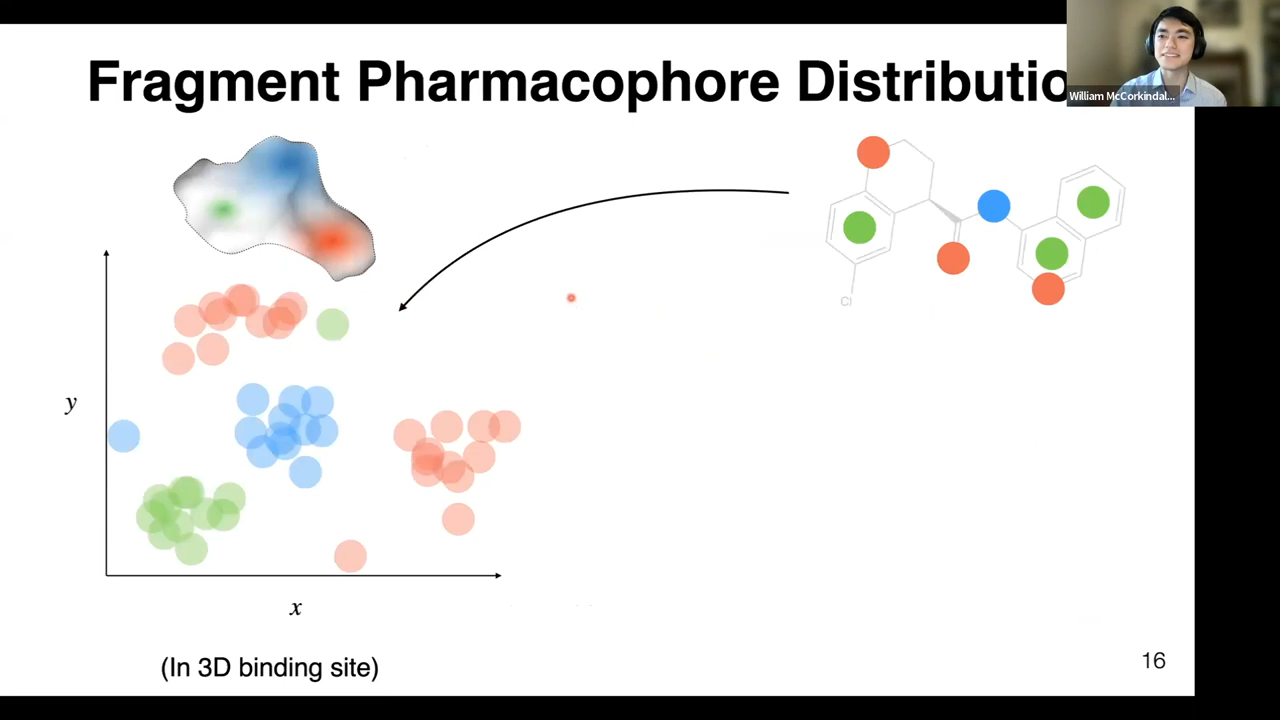 Fragment Pharmacophore Distributio
William McCorkindal...
Cl
y
x
(In 3D binding site)
16